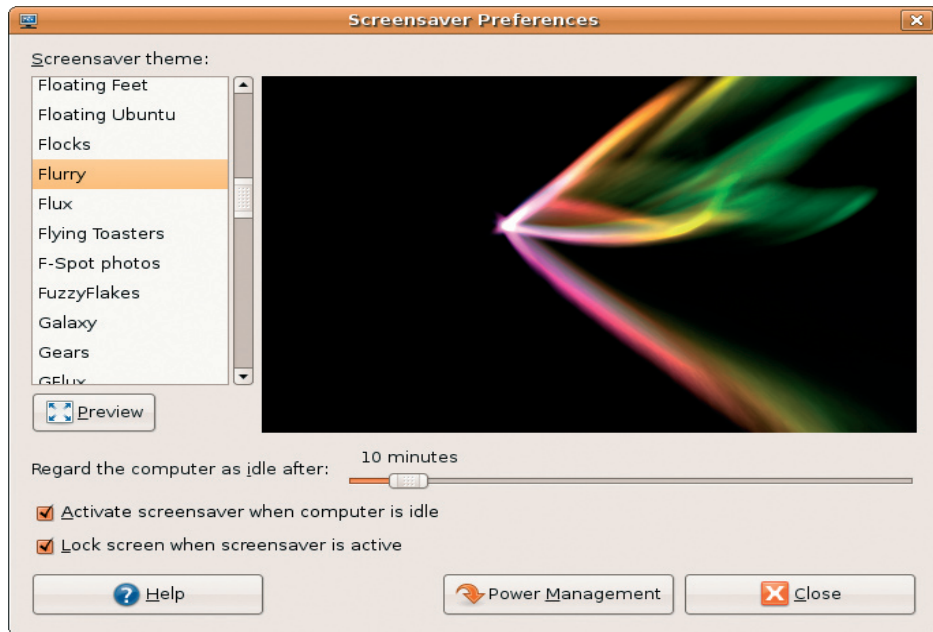 Screensaver Preferences
Screensaver theme:
Floating Feet
Floating Ubuntu
Flocks
Flurry
Flux
Flying Toasters
F-Spot photos
FuzzyFlakes
Galaxy
Gears
GFlux
Preview
Regard the computer as idle after:
10 minutes
Activate screensaver when computer is idle
Lock screen when screensaver is active
Help
Power Management
Close